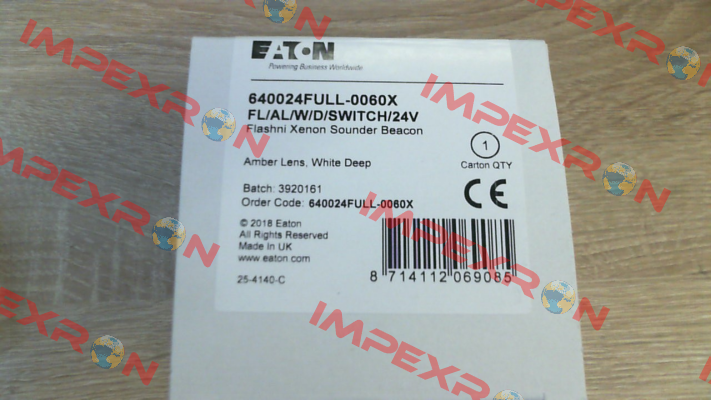 EATON
Powering Business Worldwide
640024FULL-0060X
FL/AL/W/D/SWITCH/24V
Flashni Xenon Sounder Beacon
1
Carton QTY
Amber Lens, White Deep
Batch: 3920161
Order Code: 640024FULL-0060X
CE
© 2018 Eaton
All Rights Reserved
Made In UK
www.eaton.com
25-4140-C
8 714112 069085
IMPEXRON
IMPEXRON
IMPEXRON
IMPEXRON
IMPEXRON
IMPEXRON